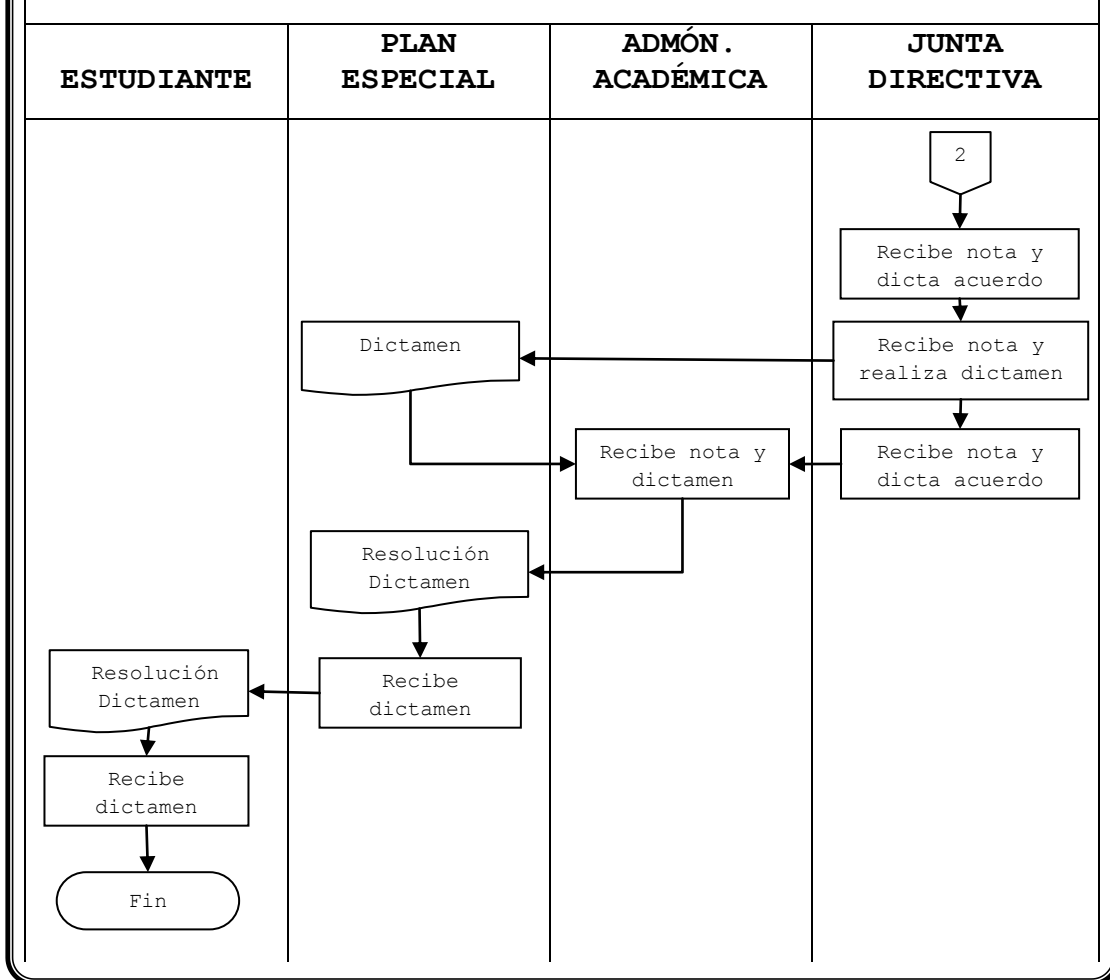 ESTUDIANTE
PLAN
ESPECIAL
ADMÓN.
ACADÉMICA
JUNTA
DIRECTIVA
2
Recibe nota y
dicta acuerdo
Dictamen
Recibe nota y
realiza dictamen
Recibe nota y
dictamen
Recibe nota y
dicta acuerdo
Resolución
Dictamen
Recibe
dictamen
Resolución
Dictamen
Recibe
dictamen
Fin